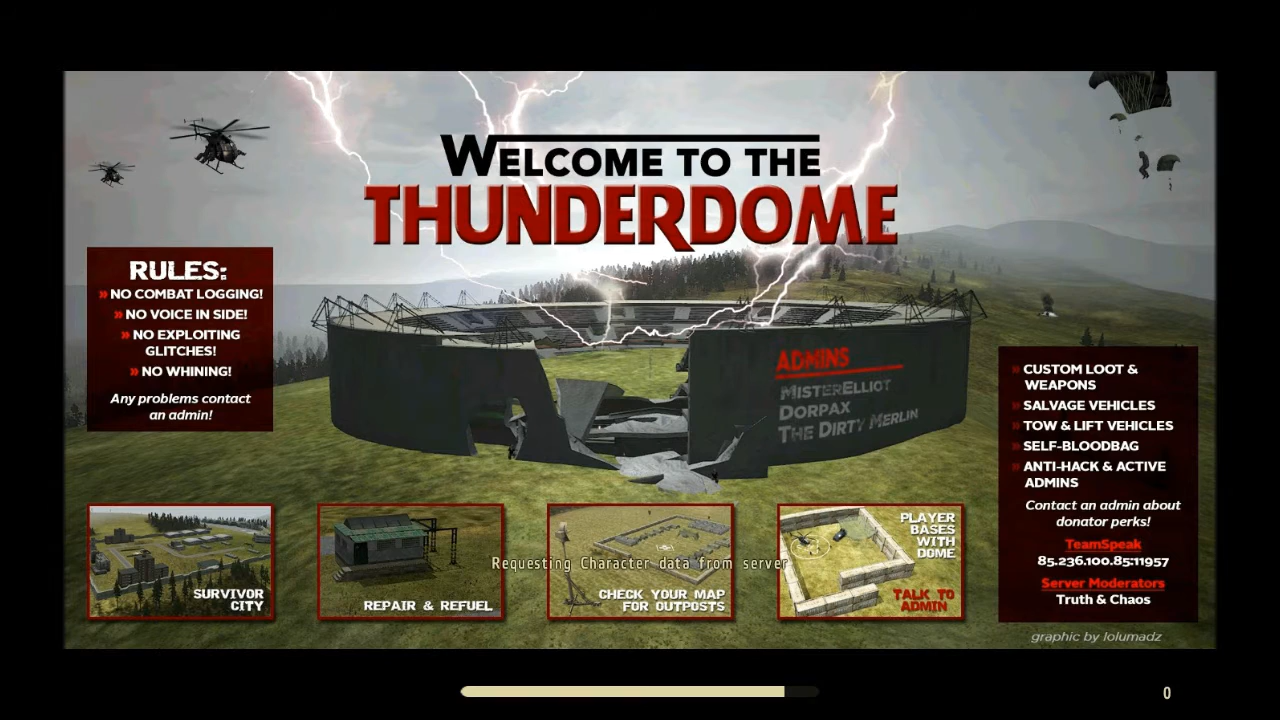 WELCOME TO THE
THUNDERDOME
RULES:
» NO COMBAT LOGGING!
» NO VOICE IN SIDE!
» NO EXPLOITING
GLITCHES!
» NO WHINING!
Any problems contact
an admin!
ADMINS
MISTERELLIOT
DORPAX
THE DIRTY MERLIN
» CUSTOM LOOT &
WEAPONS
» SALVAGE VEHICLES
» TOW & LIFT VEHICLES
» SELF-BLOODBAG
» ANTI-HACK & ACTIVE
ADMINS
Contact an admin about
donator perks!
TeamSpeak
85.236.100.85:11957
Server Moderators
Truth & Chaos
SURVIVOR
CITY
REPAIR & REFUEL
CHECK YOUR MAP
FOR OUTPOSTS
PLAYER
BASES
WITH
DOME
TALK TO
ADMIN
Requesting Character data from server
graphic by lolumadz
0